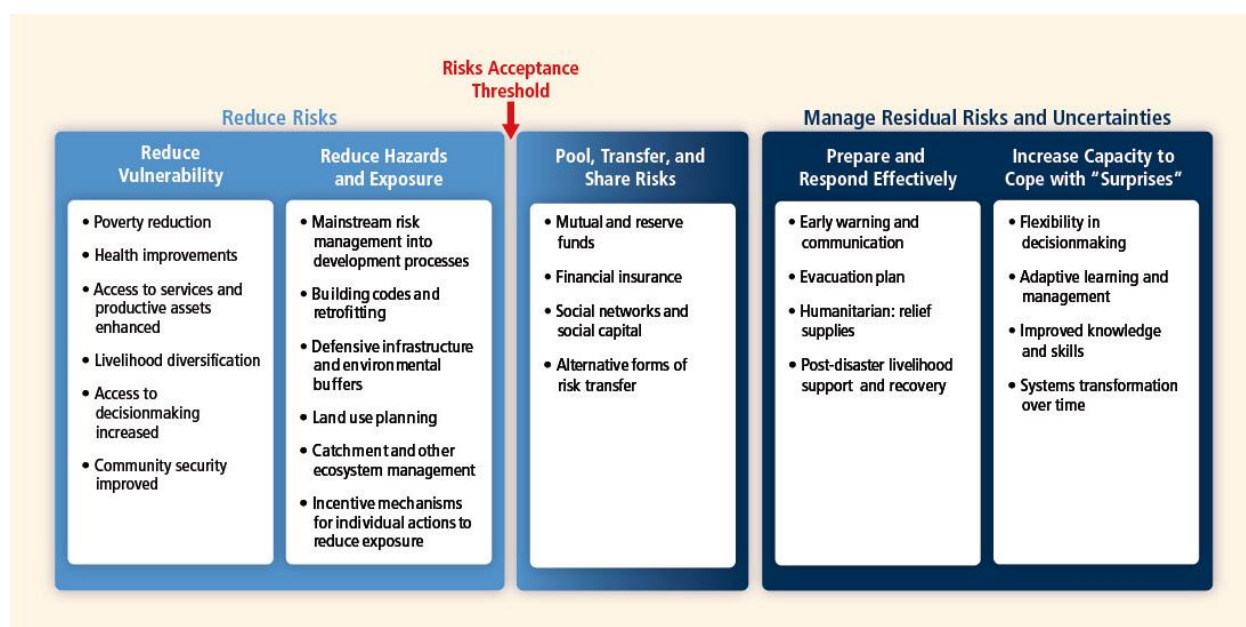 Risks Acceptance
Threshold
Reduce Risks
Manage Residual Risks and Uncertainties
Reduce
Vulnerability
• Poverty reduction
• Health improvements
• Access to services and
productive assets
enhanced
• Livelihood diversification
• Access to
decisionmaking
increased
• Community security
improved
Reduce Hazards
and Exposure
• Mainstream risk
management into
development processes
• Building codes and
retrofitting
• Defensive infrastructure
and environmental
buffers
• Land use planning
• Catchment and other
ecosystem management
• Incentive mechanisms
for individual actions to
reduce exposure
Pool, Transfer, and
Share Risks
• Mutual and reserve
funds
• Financial insurance
• Social networks and
social capital
• Alternative forms of
risk transfer
Prepare and
Respond Effectively
• Early warning and
communication
• Evacuation plan
• Humanitarian: relief
supplies
• Post-disaster livelihood
support and recovery
Increase Capacity to
Cope with “Surprises”
• Flexibility in
decisionmaking
• Adaptive learning and
management
• Improved knowledge
and skills
• Systems transformation
over time